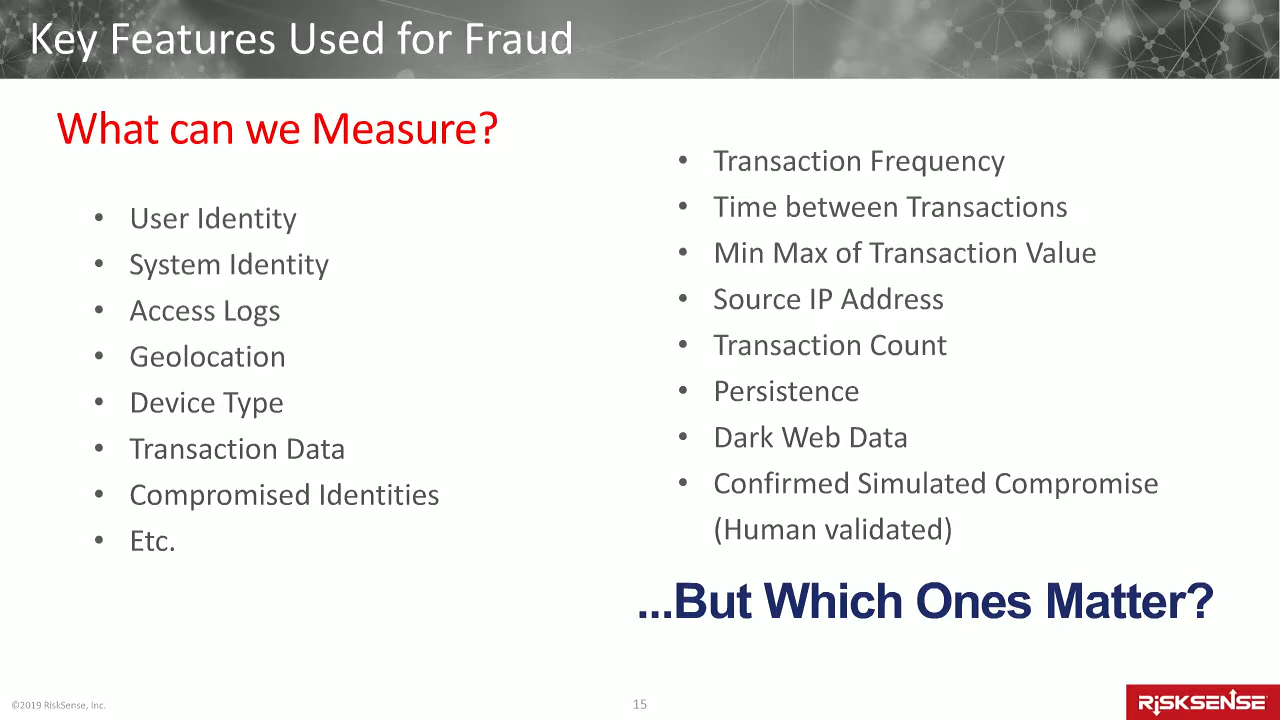 Key Features Used for Fraud
What can we Measure?
• User Identity
• System Identity
• Access Logs
• Geolocation
• Device Type
• Transaction Data
• Compromised Identities
• Etc.
• Transaction Frequency
• Time between Transactions
• Min Max of Transaction Value
• Source IP Address
• Transaction Count
• Persistence
• Dark Web Data
• Confirmed Simulated Compromise
(Human validated)
...But Which Ones Matter?
©2019 RiskSense, Inc.
15
RISKSENSE